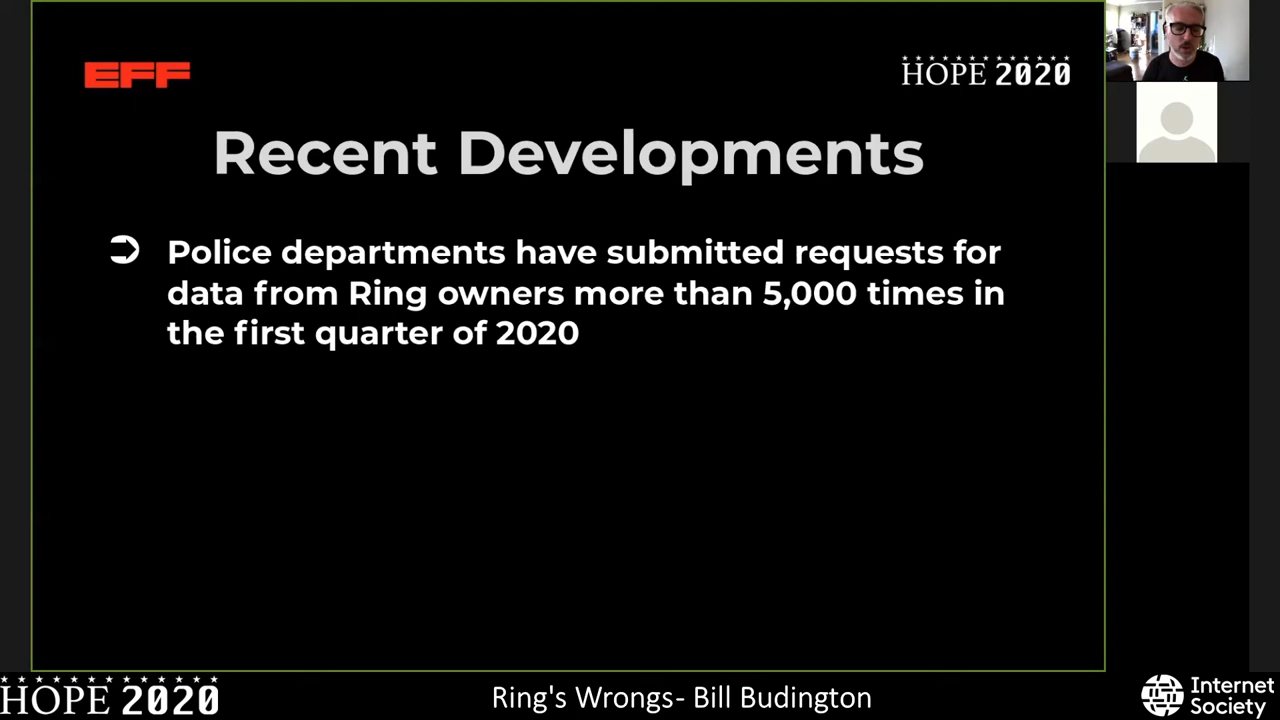 EFF
HOPE 2020
Recent Developments
Police departments have submitted requests for
data from Ring owners more than 5,000 times in
the first quarter of 2020
HOPE 2020
Ring's Wrongs- Bill Budington
Internet
Society